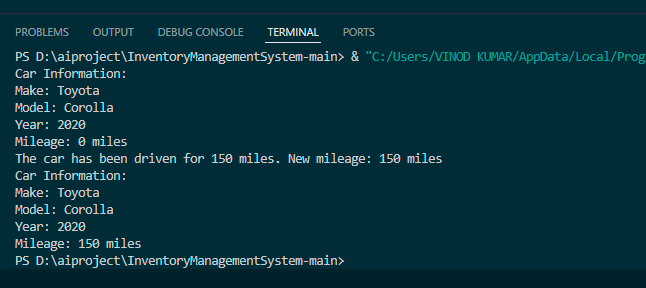 PROBLEMS OUTPUT DEBUG CONSOLE TERMINAL PORTS
PS D:\aiproject\InventoryManagementSystem-main> & "C:/Users/VINOD KUMAR/AppData/Local/Prog
Car Information:
Make: Toyota
Model: Corolla
Year: 2020
Mileage: 0 miles
The car has been driven for 150 miles. New mileage: 150 miles
Car Information:
Make: Toyota
Model: Corolla
Year: 2020
Mileage: 150 miles
PS D:\aiproject\InventoryManagementSystem-main>